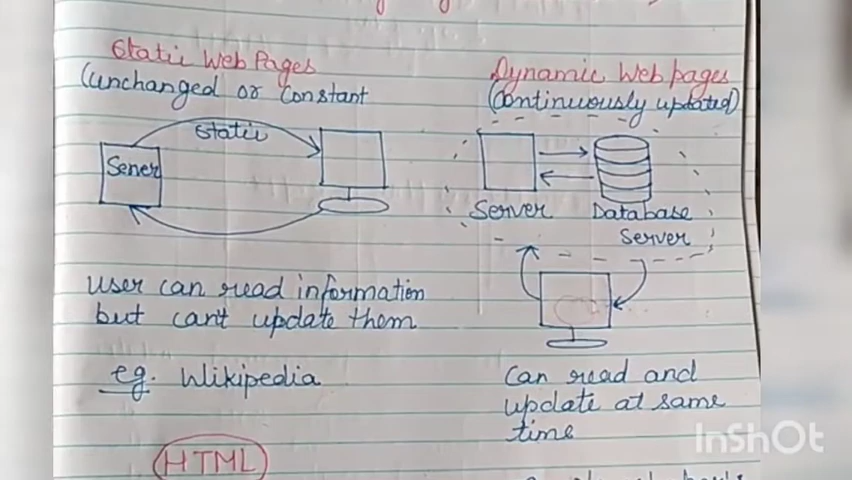 Static Web Pages
(unchanged or Constant
Static
Server
User can read information
but can't update them
eg. Wikipedia
HTML
Dynamic Web pages
(Continuously updated)
Server
Database
Server
Can read and
update at same
time
InShOt